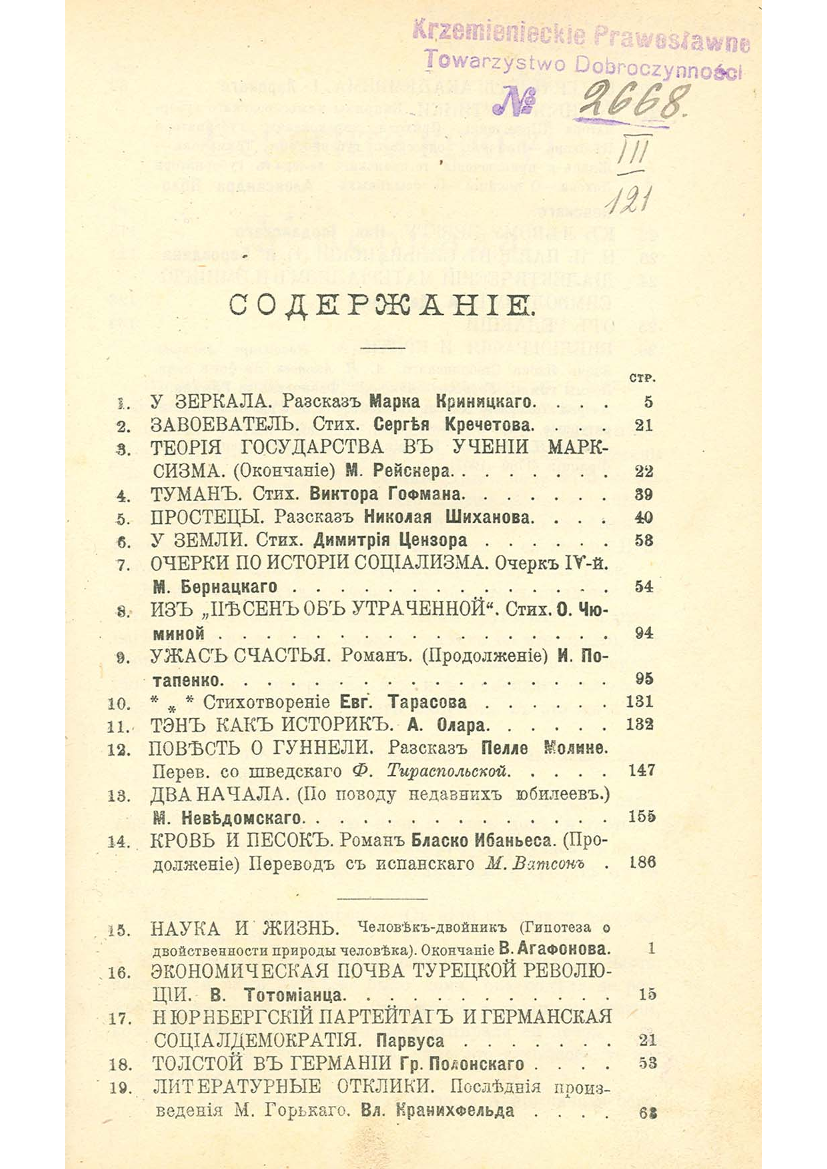 Krzemienieckie Prawosławne
Towarzystwo Dobroczynności
№ 2668.
III
121
СОДЕРЖАНІЕ.
СТР.
1. У ЗЕРКАЛА. Разсказъ Марка Криницкаго. . . . . 5
2. ЗАВОЕВАТЕЛЬ. Стих. Сергѣя Кречетова. . . . . 21
3. ТЕОРІЯ ГОСУДАРСТВА ВЪ УЧЕНІИ МАРК-
СИЗМА. (Окончаніе) М. Рейснера. . . . . . . . 22
4. ТУМАНЪ. Стих. Виктора Гофмана. . . . . . . 39
5. ПРОСТЕЦЫ. Разсказъ Николая Шиханова. . . . . 40
6. У ЗЕМЛИ. Стих. Димитрія Цензора . . . . . . 53
7. ОЧЕРКИ ПО ИСТОРІИ СОЦІАЛИЗМА. Очеркъ IV-й.
М. Бернацкаго . . . . . . . . . . . . . . 54
8. ИЗЪ „ПѢСЕНЪ ОБЪ УТРАЧЕННОЙ“. Стих. О. Чю-
миной . . . . . . . . . . . . . . . . . 94
9. УЖАСЪ СЧАСТЬЯ. Романъ. (Продолженіе) И. По-
тапенко. . . . . . . . . . . . . . . . . 95
10. * * * Стихотвореніе Евг. Тарасова . . . . . . 131
11. ТЭНЪ КАКЪ ИСТОРИКЪ. А. Олара. . . . . . 132
12. ПОВѢСТЬ О ГУННЕЛИ. Разсказъ Пелле Молине.
Перев. со шведскаго Ф. Тираспольской. . . . . 147
13. ДВА НАЧАЛА. (По поводу недавнихъ юбилеевъ.)
М. Невѣдомскаго. . . . . . . . . . . . . . 155
14. КРОВЬ И ПЕСОКЪ. Романъ Бласко Ибаньеса. (Про-
долженіе) Переводъ съ испанскаго М. Ватсонъ . 186
15. НАУКА И ЖИЗНЬ. Человѣкъ-двойникъ (Гипотеза о
двойственности природы человѣка). Окончаніе В. Агафонова. 1
16. ЭКОНОМИЧЕСКАЯ ПОЧВА ТУРЕЦКОЙ РЕВОЛЮ-
ЦІИ. В. Тотоміанца. . . . . . . . . . . . 15
17. НЮРНБЕРГСКІЙ ПАРТЕЙТАГЪ И ГЕРМАНСКАЯ
СОЦІАЛДЕМОКРАТІЯ. Парвуса . . . . . . . 21
18. ТОЛСТОЙ ВЪ ГЕРМАНІИ Гр. Полонскаго . . . . 53
19. ЛИТЕРАТУРНЫЕ ОТКЛИКИ. Послѣднія произ-
веденія М. Горькаго. Вл. Кранихфельда . . . . 63